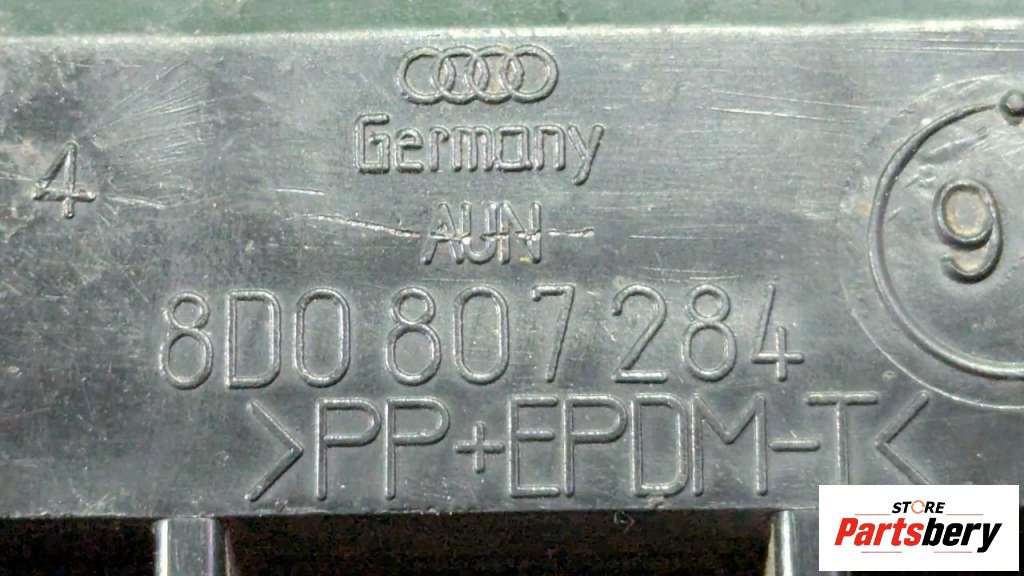 Germany
4
AUN
9
8D0 807 284
>PP+EPDM-T<
STORE
Partsbery